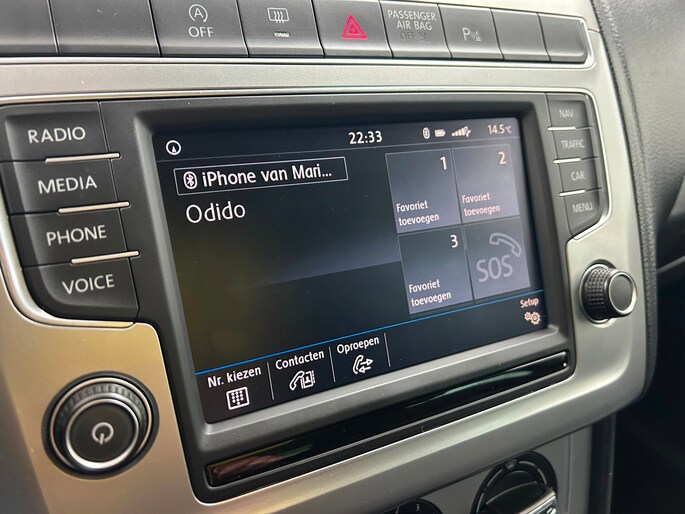 A
OFF
PASSENGER
AIR BAG
P
RADIO
MEDIA
PHONE
VOICE
22:33
14.5°C
iPhone van Mari...
Odido
1
Favoriet
toevoegen
2
Favoriet
toevoegen
3
Favoriet
toevoegen
SOS
Setup
Nr. kiezen
Contacten
Oproepen
NAV
TRAFFIC
CAR
MENU